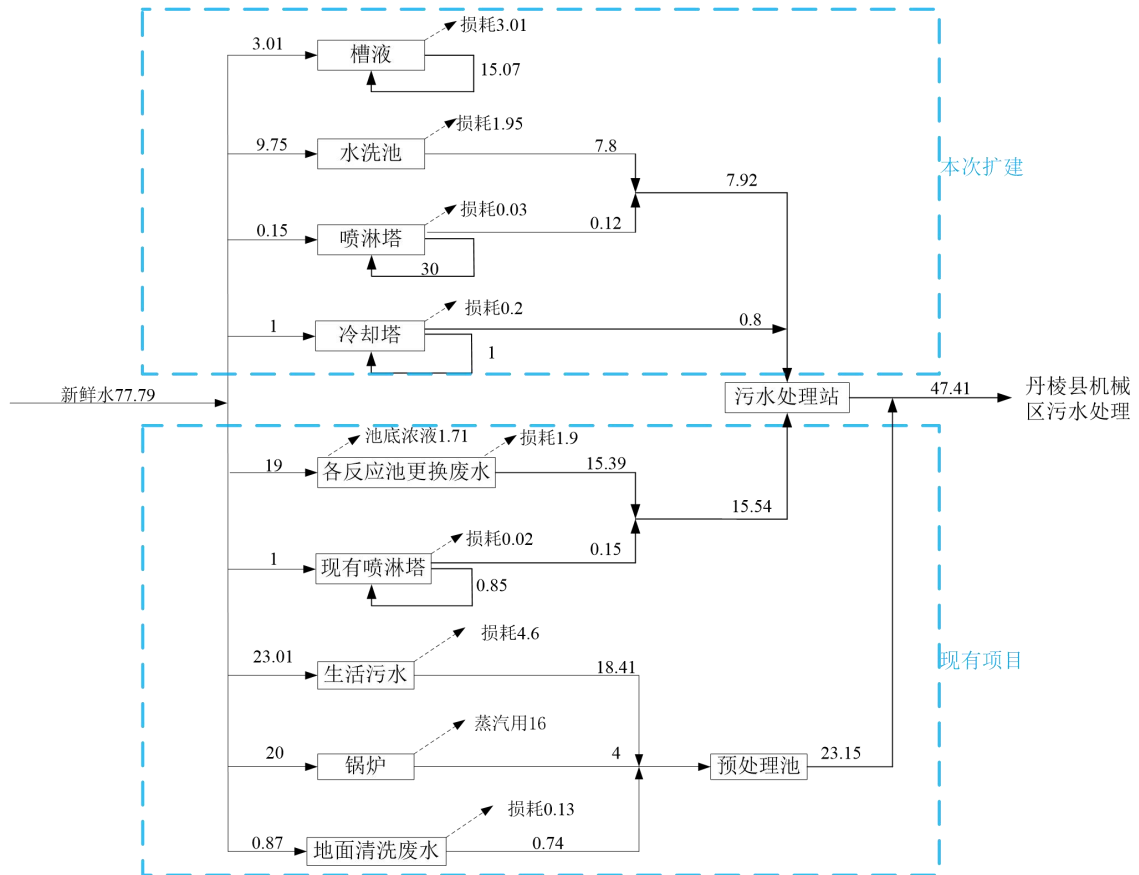 损耗3.01
3.01
槽液
15.07
损耗1.95
9.75
水洗池
7.8
本次扩建
7.92
损耗0.03
0.15
喷淋塔
0.12
30
损耗0.2
1
冷却塔
0.8
1
新鲜水77.79
污水处理站
47.41
丹棱县机械
区污水处理
池底浓液1.71
损耗1.9
19
各反应池更换废水
15.39
15.54
损耗0.02
1
现有喷淋塔
0.15
0.85
损耗4.6
23.01
生活污水
18.41
现有项目
蒸汽用16
20
锅炉
4
预处理池
23.15
损耗0.13
0.87
地面清洗废水
0.74